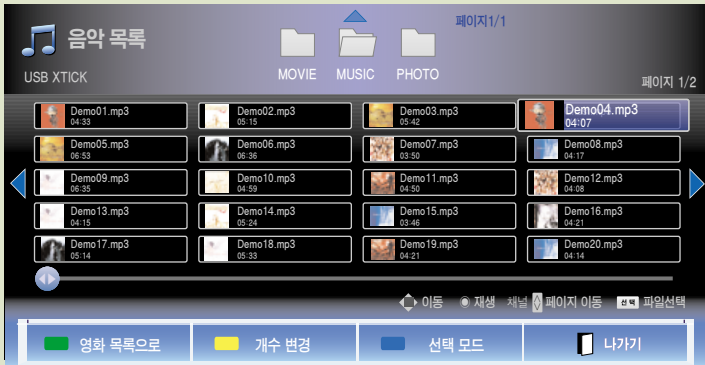 음악 목록
페이지1/1
USB XTICK
MOVIE MUSIC PHOTO
페이지 1/2
Demo01.mp3 Demo02.mp3 Demo03.mp3 Demo04.mp3
04:33 05:15 05:42 04:07
Demo05.mp3 Demo06.mp3 Demo07.mp3 Demo08.mp3
06:53 06:36 03:50 04:17
Demo09.mp3 Demo10.mp3 Demo11.mp3 Demo12.mp3
06:35 04:59 04:50 04:08
Demo13.mp3 Demo14.mp3 Demo15.mp3 Demo16.mp3
04:15 05:24 03:46 04:21
Demo17.mp3 Demo18.mp3 Demo19.mp3 Demo20.mp3
05:14 05:33 04:21 04:14
이동 재생 채널 페이지 이동 선택 파일선택
영화 목록으로 개수 변경 선택 모드 나가기